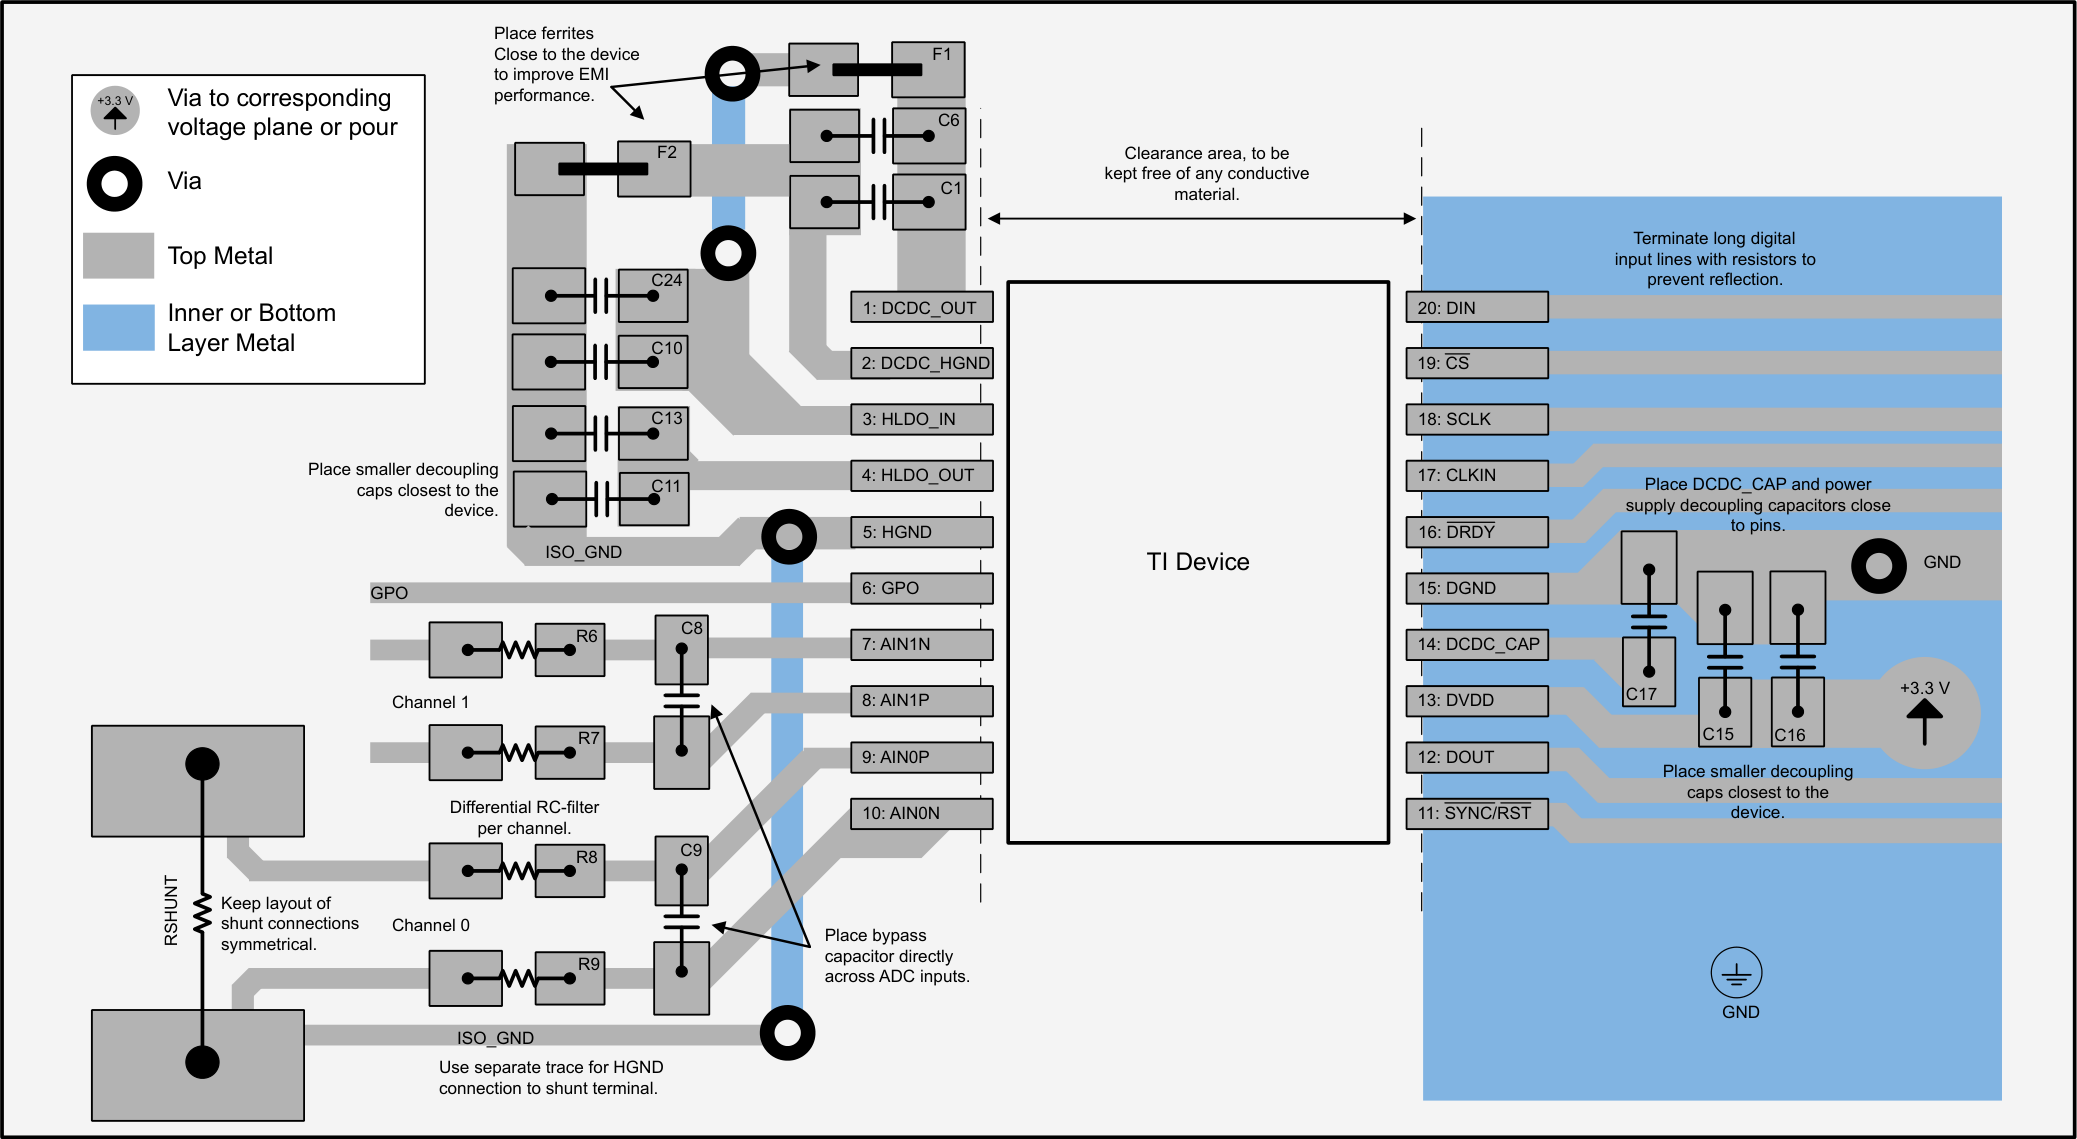 Place ferrites
Close to the device
to improve EMI
performance.
+3.3 V
Via to corresponding
voltage plane or pour
Via
Top Metal
Inner or Bottom
Layer Metal
F1
C6
F2
C1
Clearance area, to be
kept free of any conductive
material.
Terminate long digital
input lines with resistors to
prevent reflection.
C24
C10
C13
C11
Place smaller decoupling
caps closest to the
device.
ISO_GND
GPO
1: DCDC_OUT
2: DCDC_HGND
3: HLDO_IN
4: HLDO_OUT
5: HGND
6: GPO
7: AIN1N
8: AIN1P
9: AIN0P
10: AIN0N
TI Device
20: DIN
19: CS
18: SCLK
17: CLKIN
16: DRDY
15: DGND
14: DCDC_CAP
13: DVDD
12: DOUT
11: SYNC/RST
Place DCDC_CAP and power
supply decoupling capacitors close
to pins.
GND
C17
C15
C16
+3.3 V
Place smaller decoupling
caps closest to the
device.
GND
R6
C8
Channel 1
R7
Differential RC-filter
per channel.
R8
C9
Channel 0
R9
RSHUNT
Keep layout of
shunt connections
symmetrical.
Place bypass
capacitor directly
across ADC inputs.
ISO_GND
Use separate trace for HGND
connection to shunt terminal.